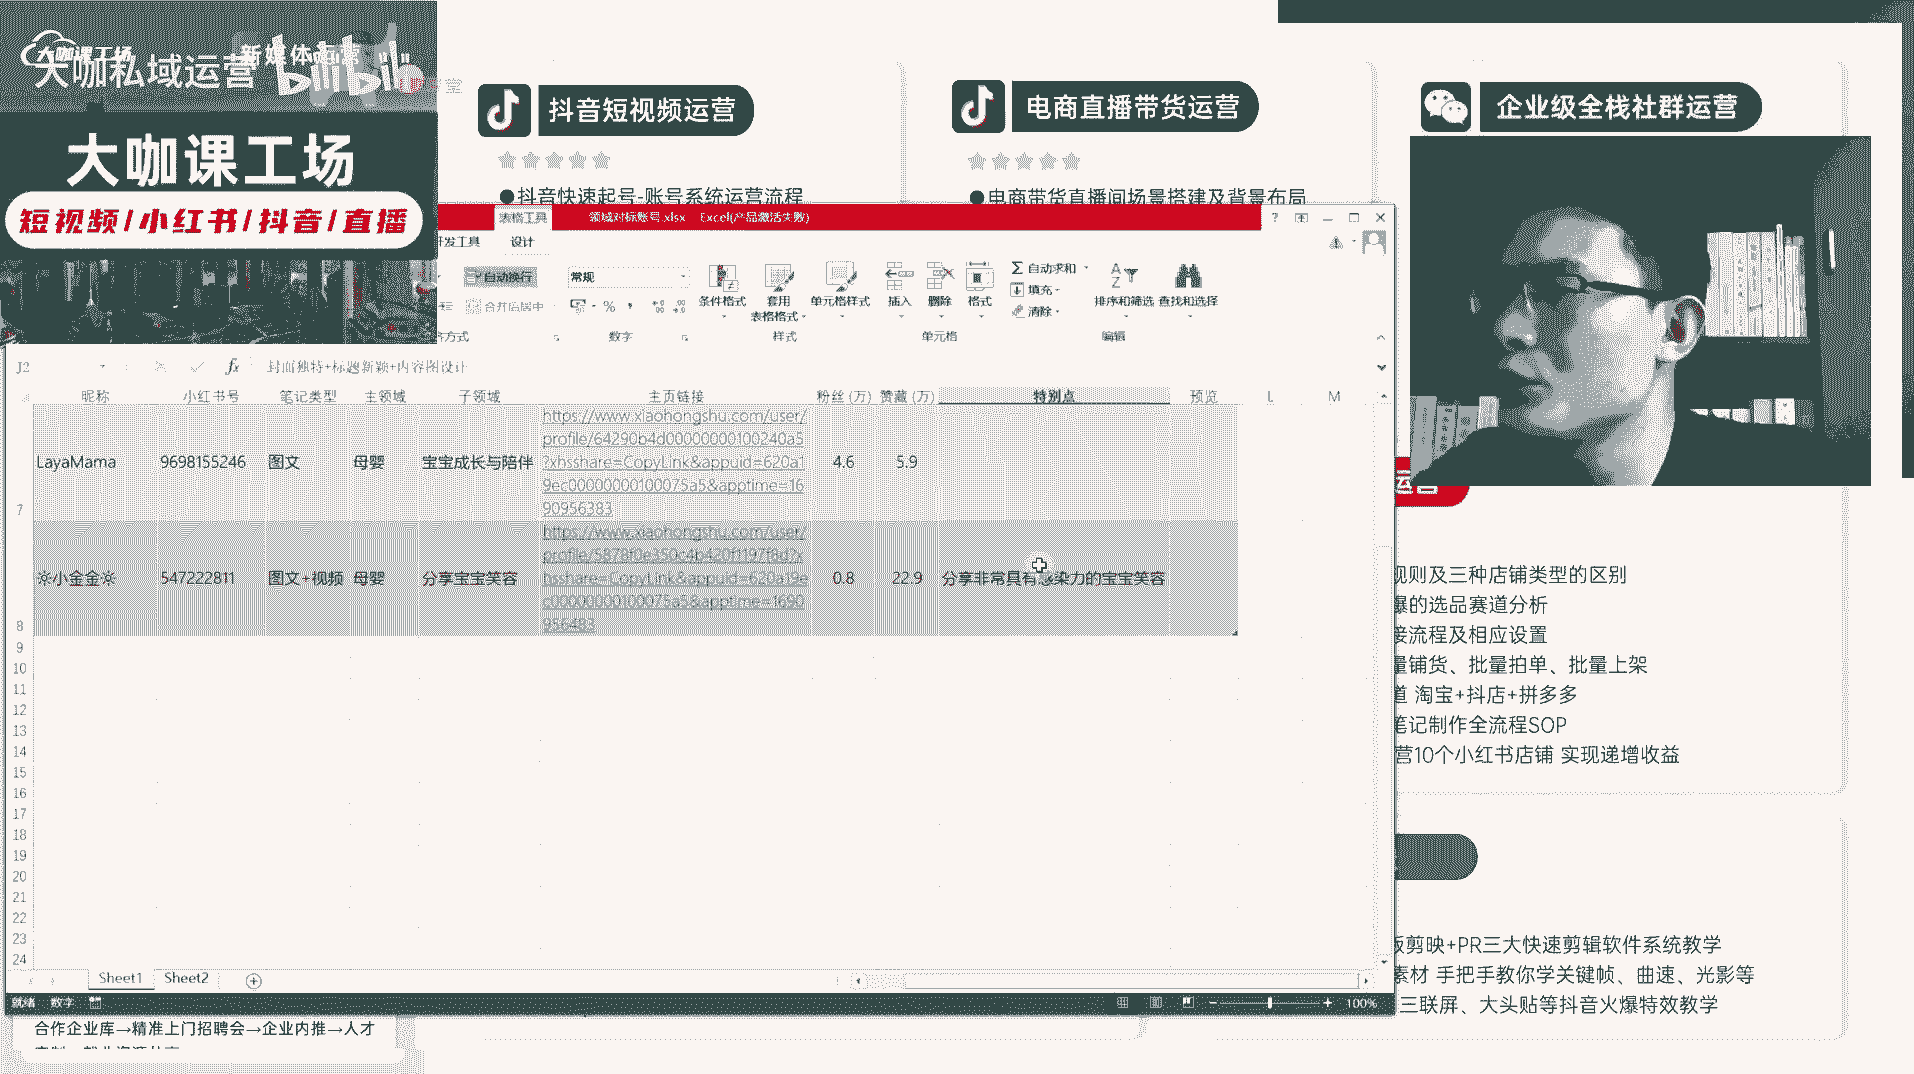 大咖课工场
新媒体运营
大咖私域运营
bilibili
大咖课工场
短视频/小红书/抖音/直播
抖音短视频运营
●抖音快速起号-账号系统运营流程
电商直播带货运营
●电商带货直播间场景搭建及背景布局
企业级全栈社群运营
表格工具
领域对标账号.xlsx - Excel(产品激活失败)
开发工具
设计
自动换行
合并后居中
常规
条件格式
套用
表格格式
单元格样式
插入
删除
格式
自动求和
填充
清除
排序和筛选
查找和选择
数字
样式
单元格
编辑
J2
fx
封面独特+标题新颖+内容图设计
昵称 小红书号 笔记类型 主领域 子领域 主页链接 粉丝 (万) 赞藏 (万) 特别点 预览 L M
7 LayaMama 9698155246 图文 母婴 宝宝成长与陪伴
https://www.xiaohongshu.com/user/
profile/64290b4d00000000100240a5
?xhsshare=CopyLink&appuid=620a1
9ec00000000100075a5&apptime=16
90956383
4.6 5.9
8 ☼小金金☼ 547222811 图文+视频 母婴 分享宝宝笑容
https://www.xiaohongshu.com/user/
hsshare=CopyLink&appuid=620a19e
c00000000100075a5&apptime=1690
956483
0.8 22.9 分享非常具有感染力的宝宝笑容
9
10
11
12
13
14
15
16
17
18
19
20
21
22
23
24
Sheet1 Sheet2
就绪 数字
100%
规则及三种店铺类型的区别
爆的选品赛道分析
接流程及相应设置
量铺货、批量拍单、批量上架
道 淘宝+抖店+拼多多
笔记制作全流程SOP
营10个小红书店铺 实现递增收益
版剪映+PR三大快速剪辑软件系统教学
素材 手把手教你学关键帧、曲速、光影等
三联屏、大头贴等抖音火爆特效教学
合作企业库→精准上门招聘会→企业内推→人才